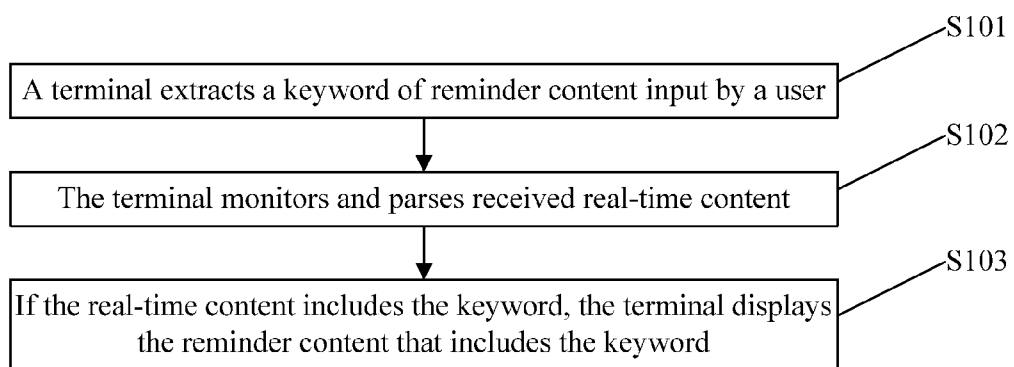 S101
A terminal extracts a keyword of reminder content input by a user
S102
The terminal monitors and parses received real-time content
S103
If the real-time content includes the keyword, the terminal displays
the reminder content that includes the keyword